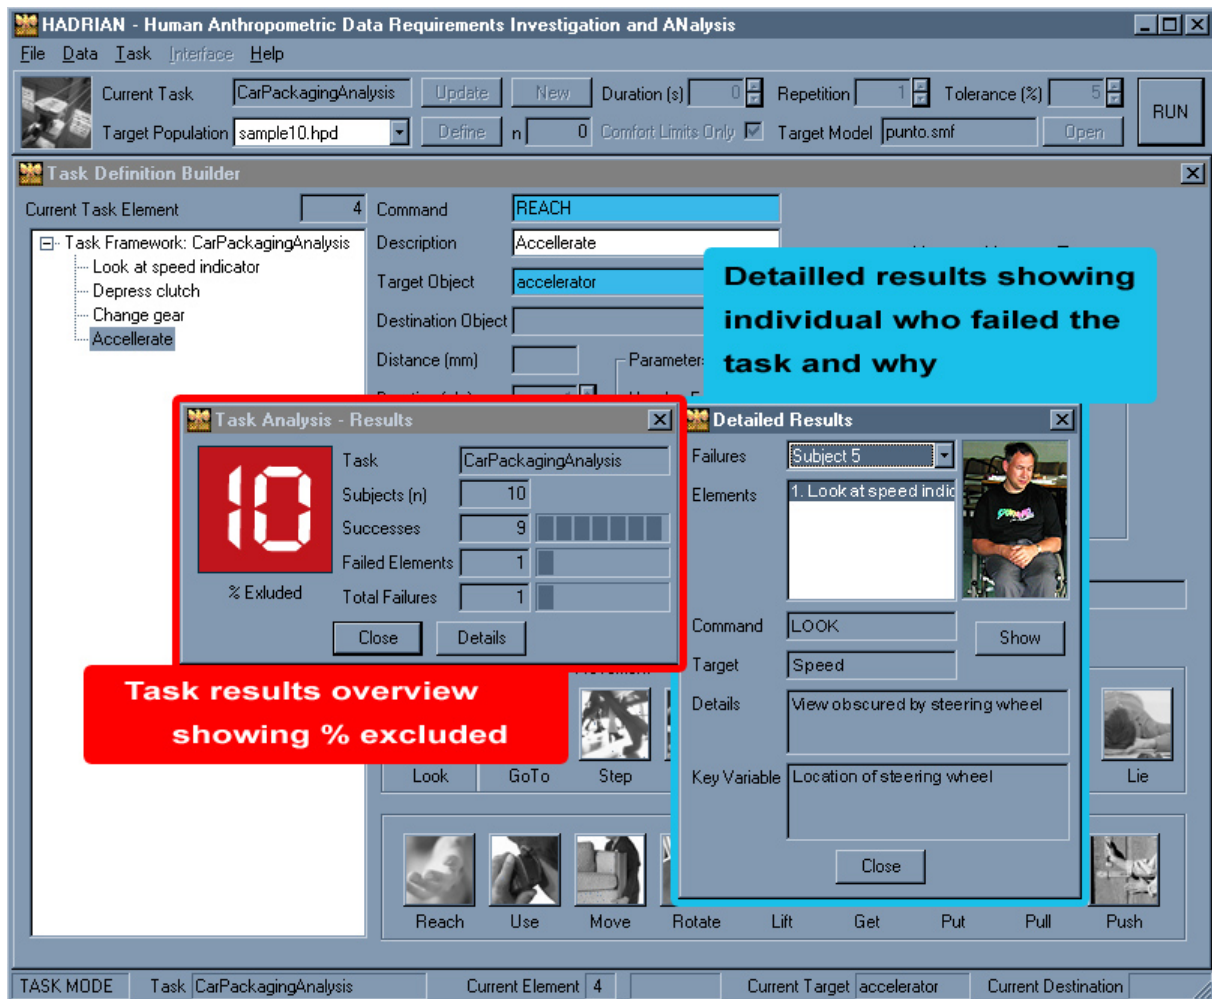 HADRIAN - Human Anthropometric Data Requirements Investigation and ANalysis
File Data Task Interface Help
Current Task CarPackagingAnalysis Update New Duration (s) 0 Repetition 1 Tolerance (%) 5
RUN
Target Population sample10.hpd Define n 0 Comfort Limits Only Target Model punto.smf Open
Task Definition Builder
Current Task Element 4
Command REACH
Task Framework: CarPackagingAnalysis
Look at speed indicator
Depress clutch
Change gear
Accellerate
Description Accellerate
Target Object accelerator
Destination Object
Distance (mm)
Detailled results showing
individual who failed the
task and why
Task Analysis - Results
10
% Exluded
Task CarPackagingAnalysis
Subjects (n) 10
Successes 9
Failed Elements 1
Total Failures 1
Close Details
Task results overview
showing % excluded
Detailed Results
Failures Subject 5
Elements 1. Look at speed indic
Command LOOK
Show
Target Speed
Details View obscured by steering wheel
Key Variable Location of steering wheel
Close
Look GoTo Step Lie
Reach Use Move Rotate Lift Get Put Pull Push
TASK MODE Task CarPackagingAnalysis Current Element 4 Current Target accelerator Current Destination